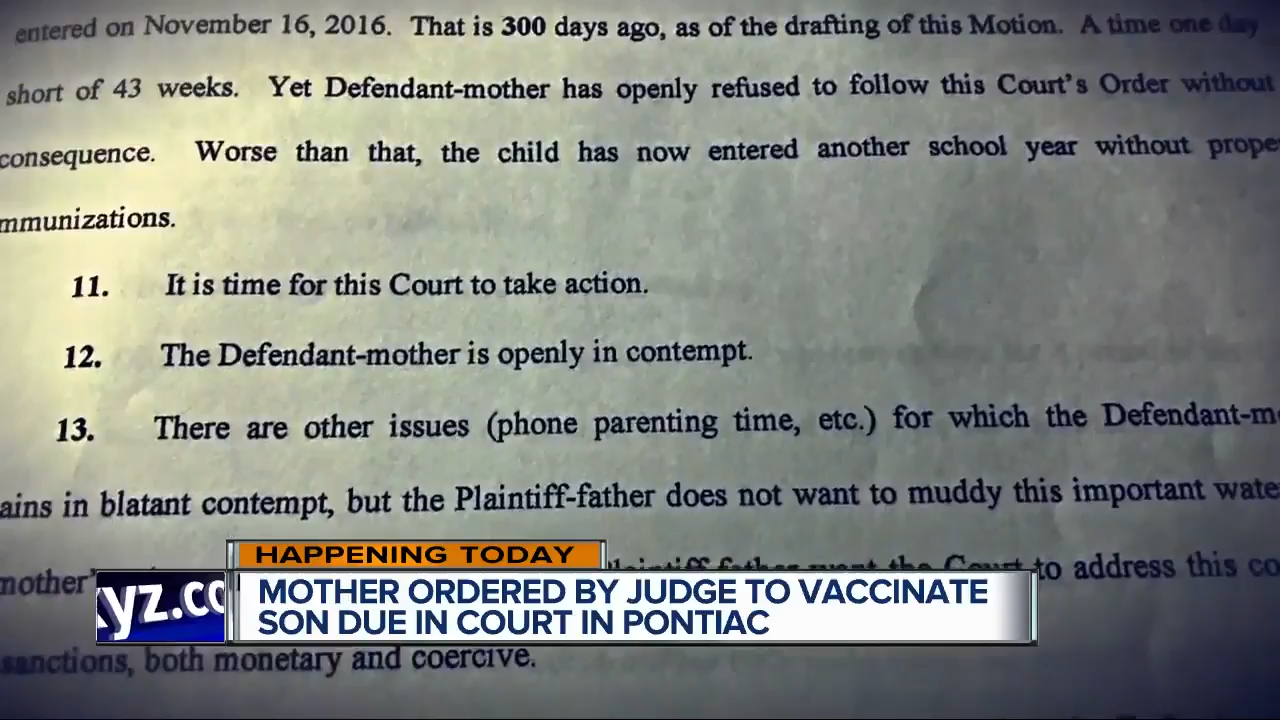 entered on November 16, 2016. That is 300 days ago, as of the drafting of this Motion. A time one day
short of 43 weeks. Yet Defendant-mother has openly refused to follow this Court's Order without
consequence. Worse than that, the child has now entered another school year without prope
mmunizations.
11. It is time for this Court to take action.
12. The Defendant-mother is openly in contempt.
13. There are other issues (phone parenting time, etc.) for which the Defendant-m
ains in blatant contempt, but the Plaintiff-father does not want to muddy this important wate
mother' the Court to address this co
HAPPENING TODAY
yz.co
MOTHER ORDERED BY JUDGE TO VACCINATE
SON DUE IN COURT IN PONTIAC
sanctions, both monetary and coercive.